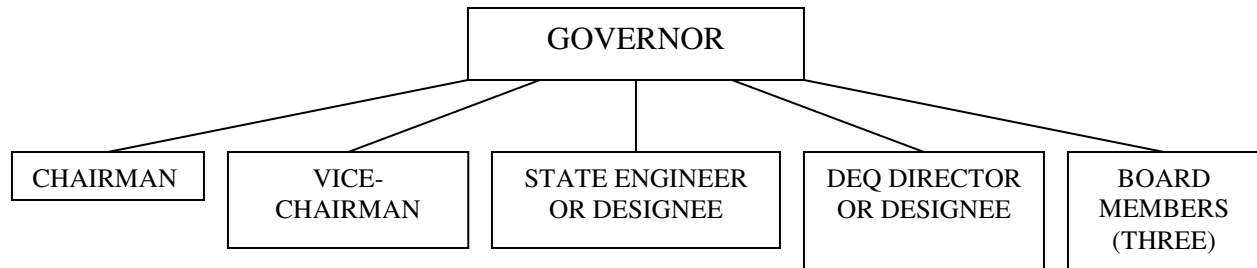 GOVERNOR
CHAIRMAN
VICE-
CHAIRMAN
STATE ENGINEER
OR DESIGNEE
DEQ DIRECTOR
OR DESIGNEE
BOARD
MEMBERS
(THREE)